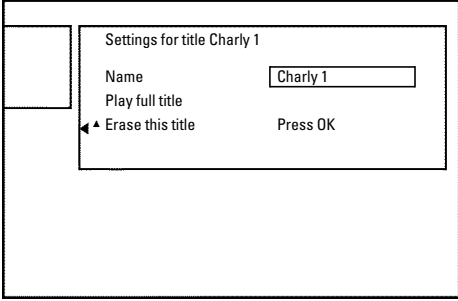 Settings for title Charly 1
Name Charly 1
Play full title
Erase this title Press OK